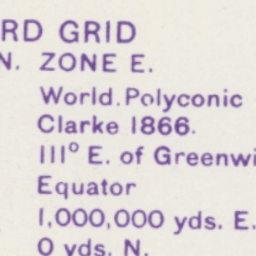 RD GRID
N. ZONE E.
World Polyconic
Clarke 1866.
111° E. of Greenwi
Equator
1,000,000 yds. E.
0 yds. N.